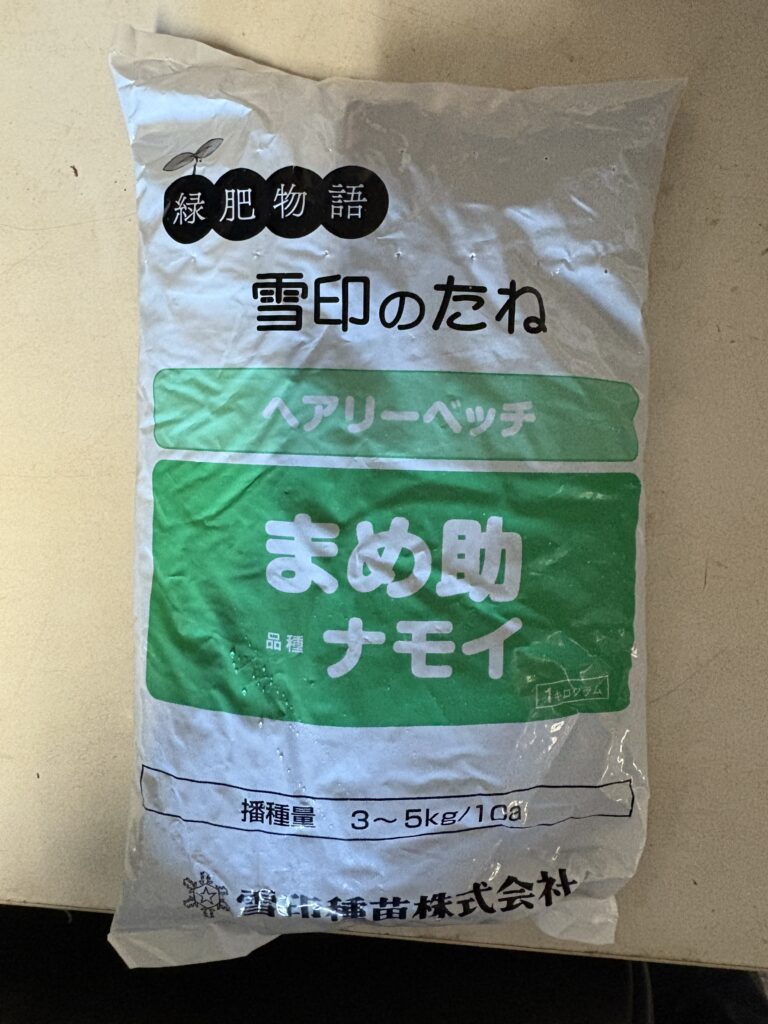 緑肥物語
雪印のたね
ヘアリーベッチ
まめ助
品種 ナモイ
1キログラム
播種量 3～5kg/10a
雪印種苗株式会社